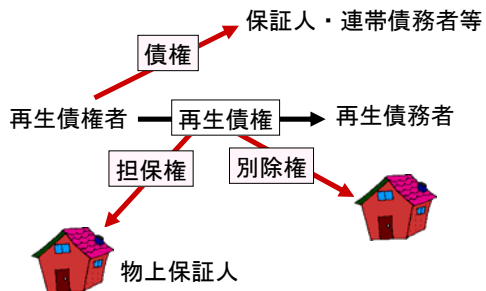 保証人・連帯債務者等
債権
再生債権者
再生債権
再生債務者
担保権
別除権
物上保証人